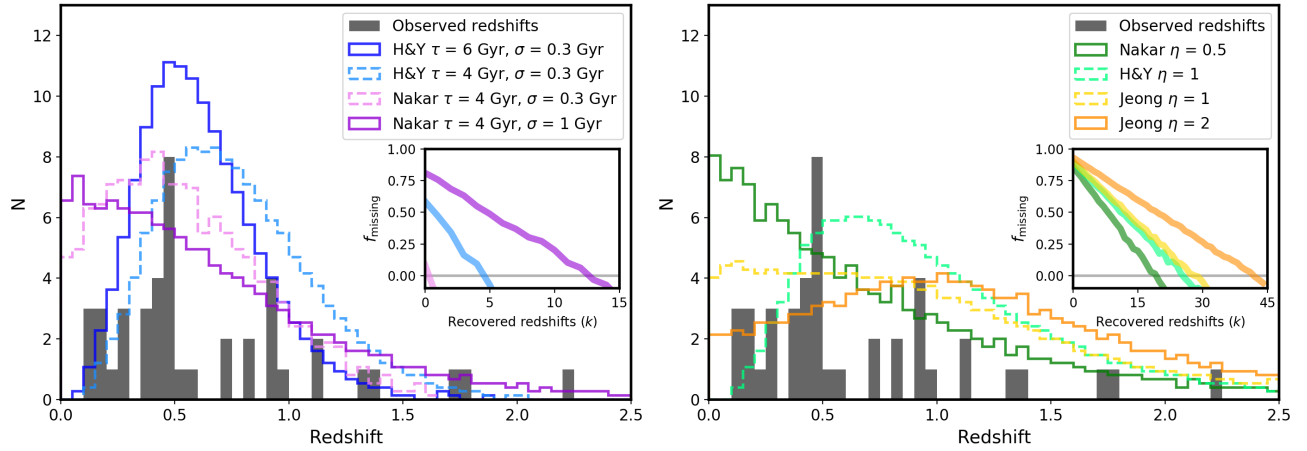 12
10
8
6
4
2
0
N
0.0
0.5
1.0
1.5
2.0
2.5
Redshift
Observed redshifts
H&Y τ = 6 Gyr, σ = 0.3 Gyr
H&Y τ = 4 Gyr, σ = 0.3 Gyr
Nakar τ = 4 Gyr, σ = 0.3 Gyr
Nakar τ = 4 Gyr, σ = 1 Gyr
1.00
0.75
0.50
0.25
0.00
f_missing
0
5
10
15
Recovered redshifts (k)
12
10
8
6
4
2
0
N
0.0
0.5
1.0
1.5
2.0
2.5
Redshift
Observed redshifts
Nakar η = 0.5
H&Y η = 1
Jeong η = 1
Jeong η = 2
1.00
0.75
0.50
0.25
0.00
f_missing
0
15
30
45
Recovered redshifts (k)